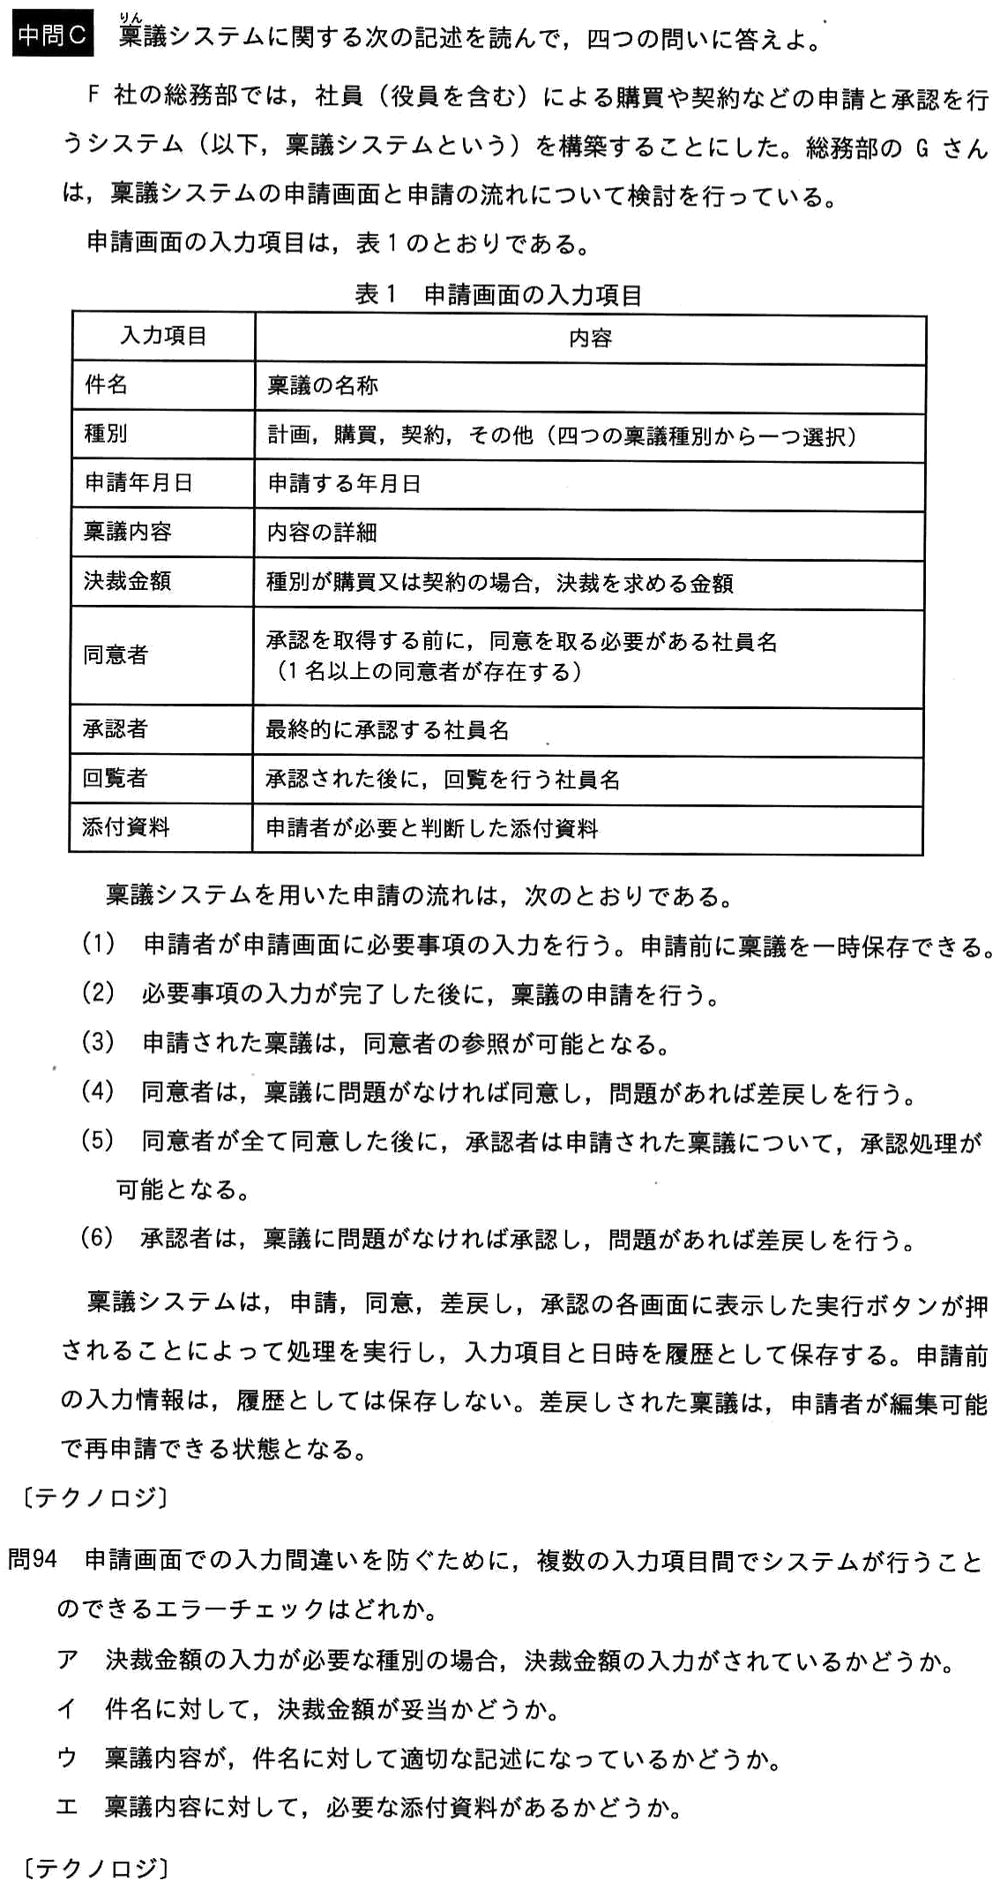 りん
中問C 稟議システムに関する次の記述を読んで，四つの問いに答えよ。
F 社の総務部では，社員（役員を含む）による購買や契約などの申請と承認を行
うシステム（以下，稟議システムという）を構築することにした。総務部の G さん
は，稟議システムの申請画面と申請の流れについて検討を行っている。
申請画面の入力項目は，表1のとおりである。
表1 申請画面の入力項目
入力項目 内容
件名 稟議の名称
種別 計画，購買，契約，その他（四つの稟議種別から一つ選択）
申請年月日 申請する年月日
稟議内容 内容の詳細
決裁金額 種別が購買又は契約の場合，決裁を求める金額
同意者 承認を取得する前に，同意を取る必要がある社員名
（1名以上の同意者が存在する）
承認者 最終的に承認する社員名
回覧者 承認された後に，回覧を行う社員名
添付資料 申請者が必要と判断した添付資料
稟議システムを用いた申請の流れは，次のとおりである。
(1) 申請者が申請画面に必要事項の入力を行う。申請前に稟議を一時保存できる。
(2) 必要事項の入力が完了した後に，稟議の申請を行う。
(3) 申請された稟議は，同意者の参照が可能となる。
(4) 同意者は，稟議に問題がなければ同意し，問題があれば差戻しを行う。
(5) 同意者が全て同意した後に，承認者は申請された稟議について，承認処理が
可能となる。
(6) 承認者は，稟議に問題がなければ承認し，問題があれば差戻しを行う。
稟議システムは，申請，同意，差戻し，承認の各画面に表示した実行ボタンが押
されることによって処理を実行し，入力項目と日時を履歴として保存する。申請前
の入力情報は，履歴としては保存しない。差戻しされた稟議は，申請者が編集可能
で再申請できる状態となる。
〔テクノロジ〕
問94 申請画面での入力間違いを防ぐために，複数の入力項目間でシステムが行うこと
のできるエラーチェックはどれか。
ア 決裁金額の入力が必要な種別の場合，決裁金額の入力がされているかどうか。
イ 件名に対して，決裁金額が妥当かどうか。
ウ 稟議内容が，件名に対して適切な記述になっているかどうか。
エ 稟議内容に対して，必要な添付資料があるかどうか。
〔テクノロジ〕